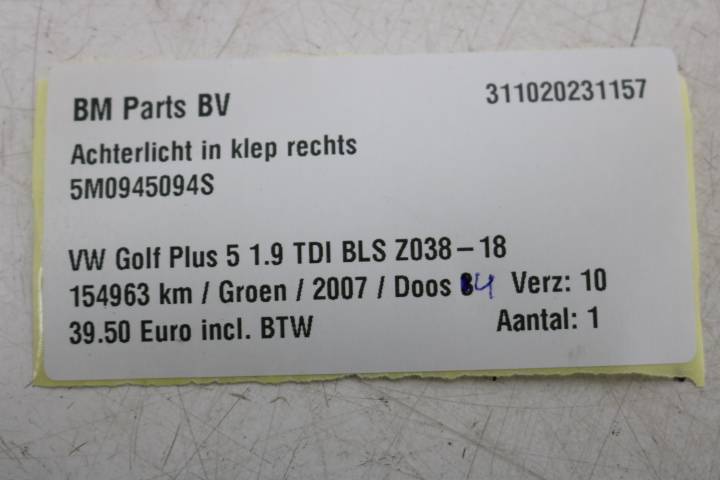 BM Parts BV 311020231157
Achterlicht in klep rechts
5M0945094S
VW Golf Plus 5 1.9 TDI BLS Z038-18
154963 km / Groen / 2007 / Doos 4 Verz: 10
39.50 Euro incl. BTW Aantal: 1